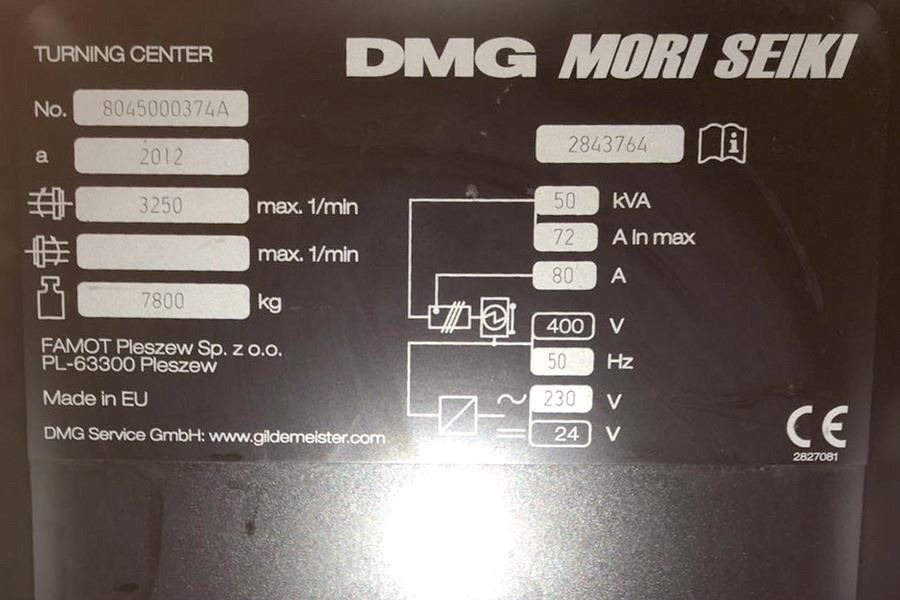 TURNING CENTER
DMG MORI SEIKI
No. 8045000374A
a 2012
3250 max. 1/min
max. 1/min
7800 kg
FAMOT Pleszew Sp. z o.o.
PL-63300 Pleszew
Made in EU
DMG Service GmbH: www.gildemeister.com
2843764
50 kVA
72 A In max
80 A
400 V
50 Hz
230 V
24 V
CE
2827081